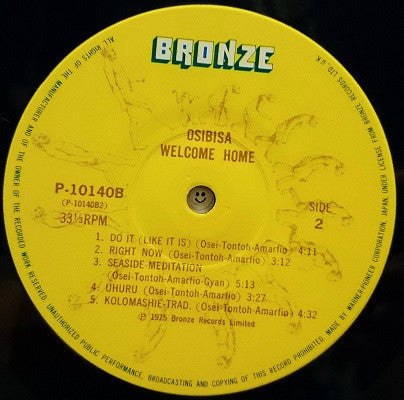 BRONZE
OSIBISA
WELCOME HOME
P-10140B
(P-10140B2)
33⅓RPM
SIDE
2
1. DO IT (LIKE IT IS) (Osei-Tontoh-Amarfio) 4:11
2. RIGHT NOW (Osei-Tontoh-Amarfio) 3:12
3. SEASIDE-MEDITATION
(Osei-Tontoh-Amarfio-Gyan) 5:13
4. UHURU (Osei-Tontoh-Amarfio) 3:27
5. KOLOMASHIE-TRAD. (Osei-Tontoh-Amarfio) 4:32
Ⓟ 1975 Bronze Records Limited
ALL RIGHTS OF THE MANUFACTURER AND OF THE OWNER OF THE RECORDED WORK RESERVED. UNAUTHORIZED PUBLIC PERFORMANCE, BROADCASTING AND COPYING OF THIS RECORD PROHIBITED. MADE BY WARNER-PIONEER CORPORATION, JAPAN, UNDER LICENSE FROM BRONZE RECORDS LTD., U.K.